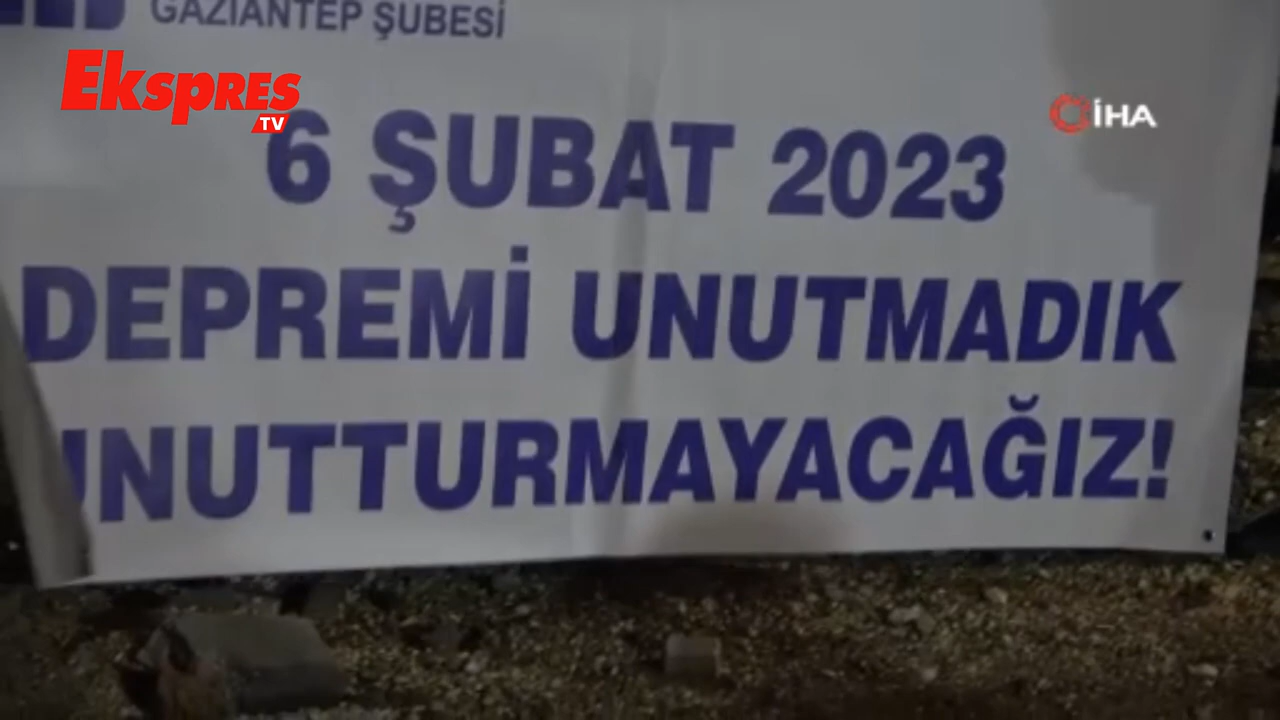 GAZİANTEP ŞUBESİ
Ekspres
TV
İHA
6 ŞUBAT 2023
DEPREMİ UNUTMADIK
UNUTTURMAYACAĞIZ!